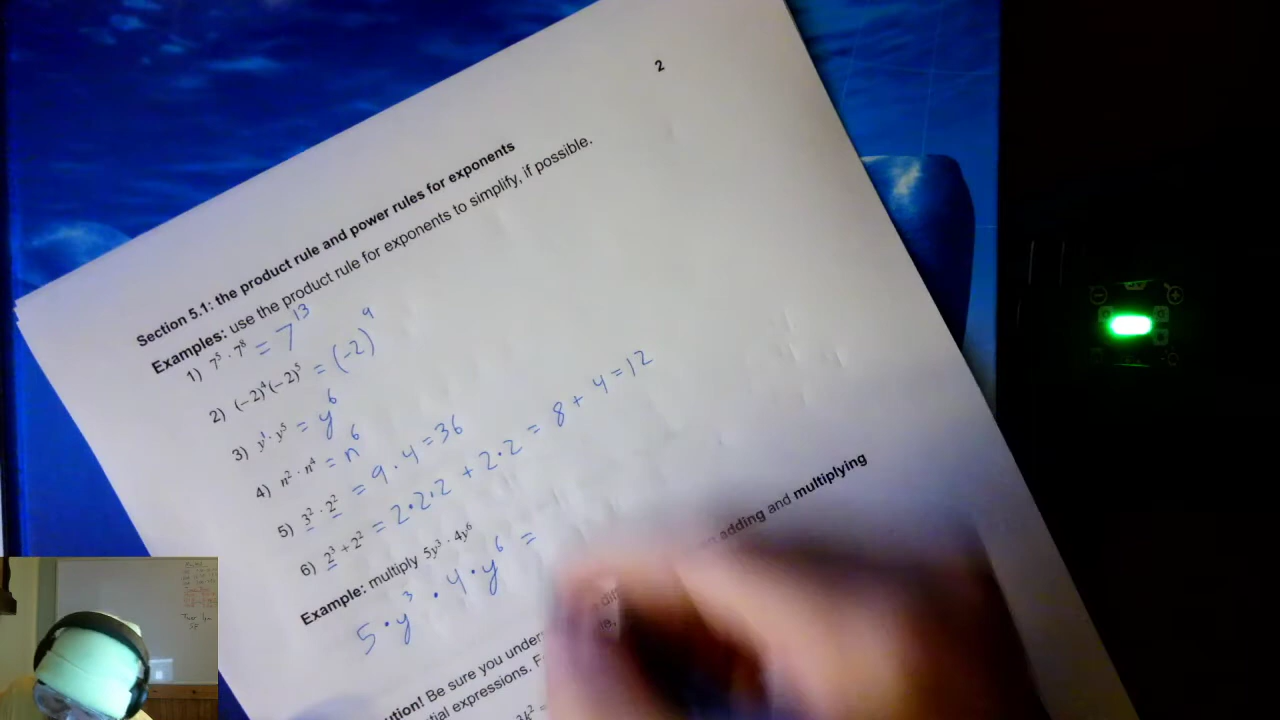 2
Section 5.1: the product rule and power rules for exponents
Examples: use the product rule for exponents to simplify, if possible.
1) 7⁵ · 7⁸ = 7¹³
2) (−2)⁴(−2)⁵ = (−2)⁹
3) y¹ · y⁵ = y⁶
4) n² · n⁴ = n⁶
5) 3² · 2² = 9 · 4 = 36
6) 2³ + 2² = 2·2·2 + 2·2 = 8 + 4 = 12
Example: multiply 5y³ · 4y⁶
5 · y³ · 4 · y⁶ =
adding and multiplying
Be sure you
expressions.